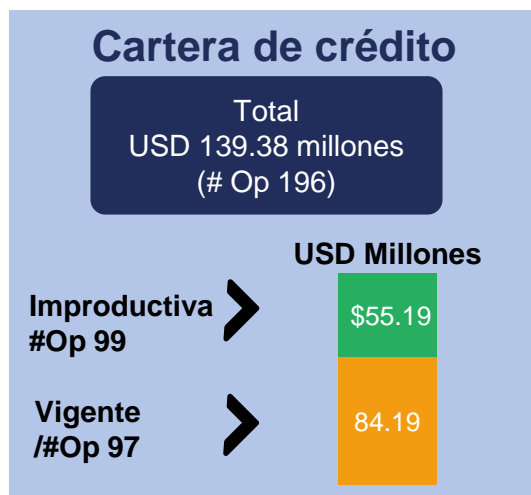 Cartera de crédito
Total
USD 139.38 millones
(# Op 196)
USD Millones
Improductiva
#Op 99
$55.19
Vigente
/#Op 97
84.19